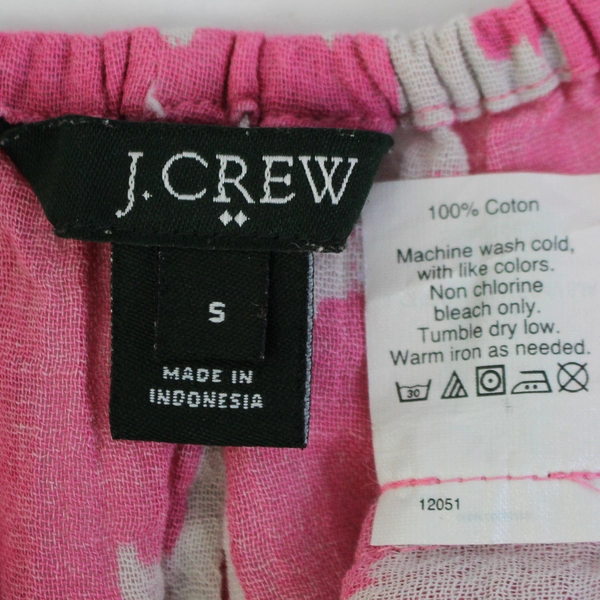 J.CREW
S
MADE IN
INDONESIA
100% Coton
Machine wash cold,
with like colors.
Non chlorine
bleach only.
Tumble dry low.
Warm iron as needed.
30
12051